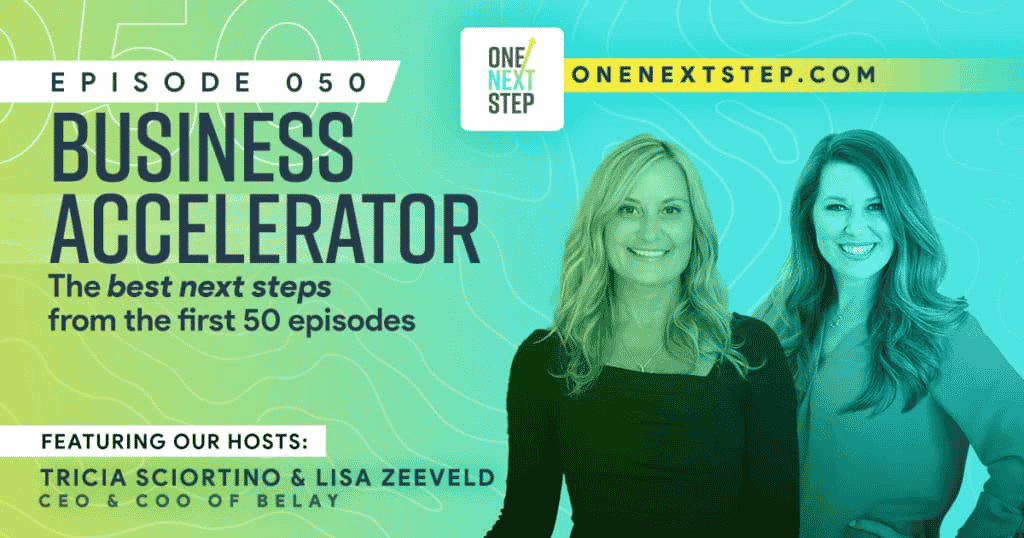 EPISODE 050
ONE
NEXT
STEP
ONENEXTSTEP.COM
BUSINESS
ACCELERATOR
The best next steps
from the first 50 episodes
FEATURING OUR HOSTS:
TRICIA SCIORTINO & LISA ZEEVELD
CEO & COO OF BELAY
050